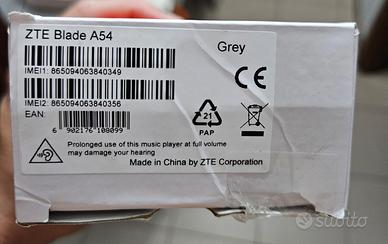 ZTE Blade A54
Grey
IMEI1: 865094063840349
IMEI2: 865094063840356
EAN:
6 902176 108099
CE
21
PAP
Prolonged use of this music player at full volume
may damage your hearing
Made in China by ZTE Corporation
subito